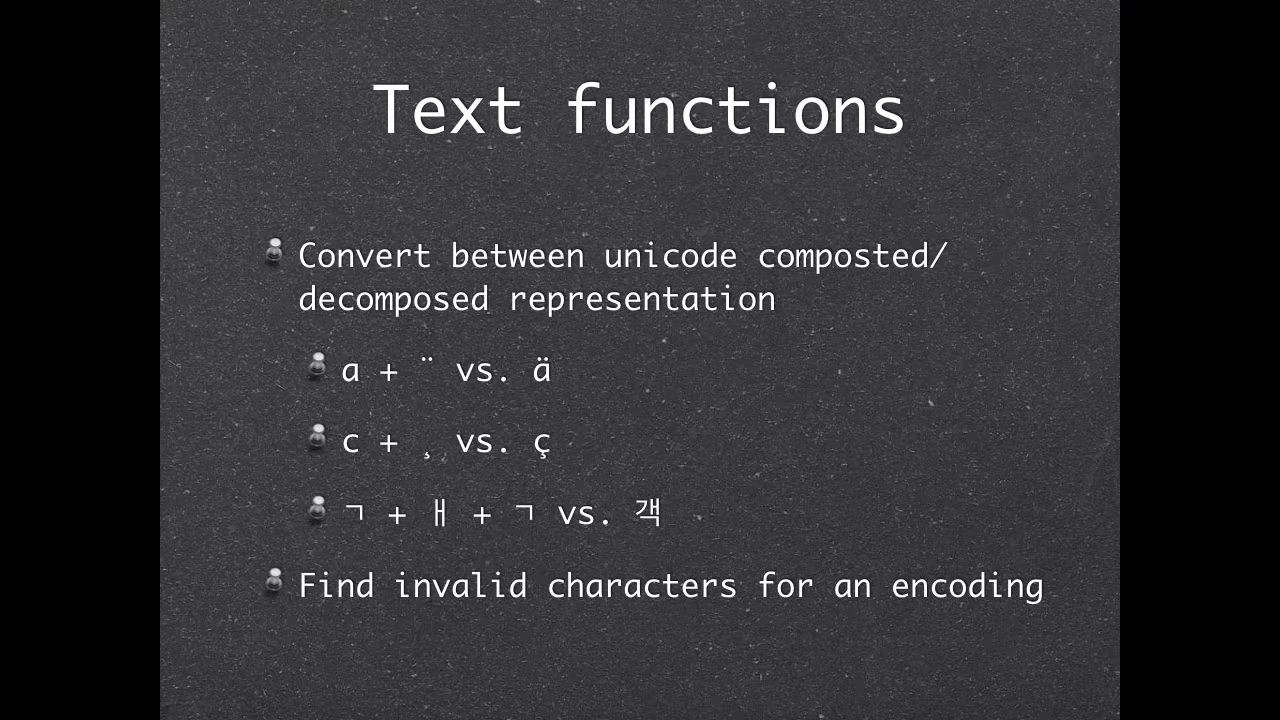 Text functions
Convert between unicode composted/
decomposed representation
a + ¨ vs. ä
c + ¸ vs. ç
ㄱ + ㅐ + ㄱ vs. 객
Find invalid characters for an encoding